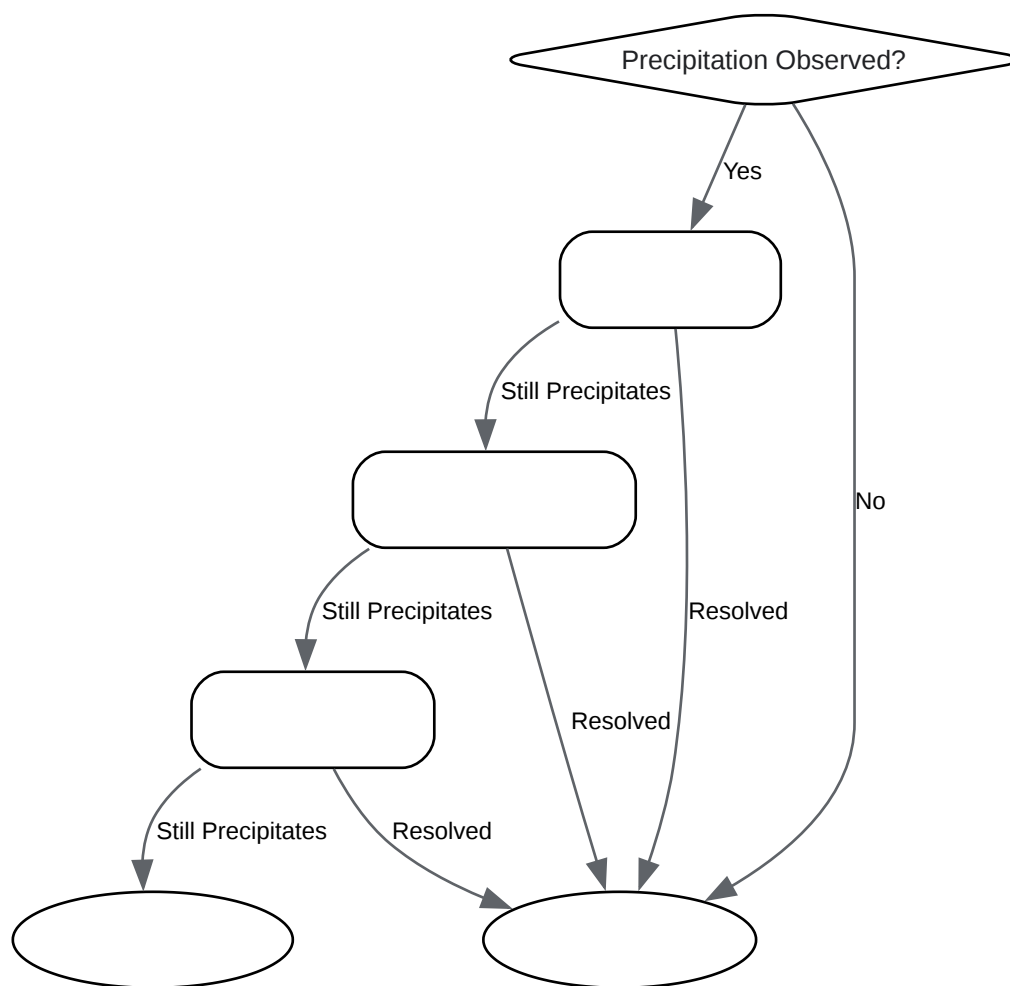 Precipitation Observed?
Yes
Still Precipitates
No
Still Precipitates
Resolved
Resolved
Still Precipitates
Resolved